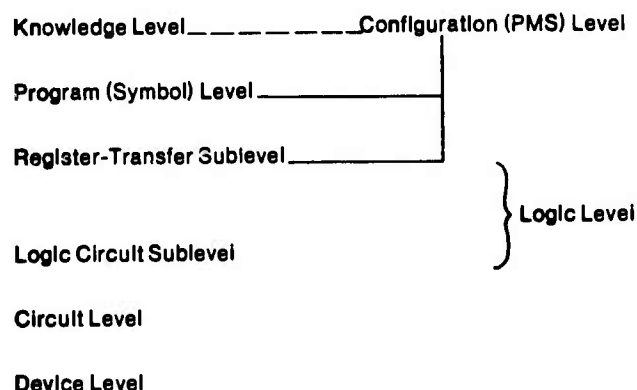 Knowledge Level Configuration (PMS) Level
Program (Symbol) Level
Register-Transfer Sublevel
Logic Level
Logic Circuit Sublevel
Circuit Level
Device Level